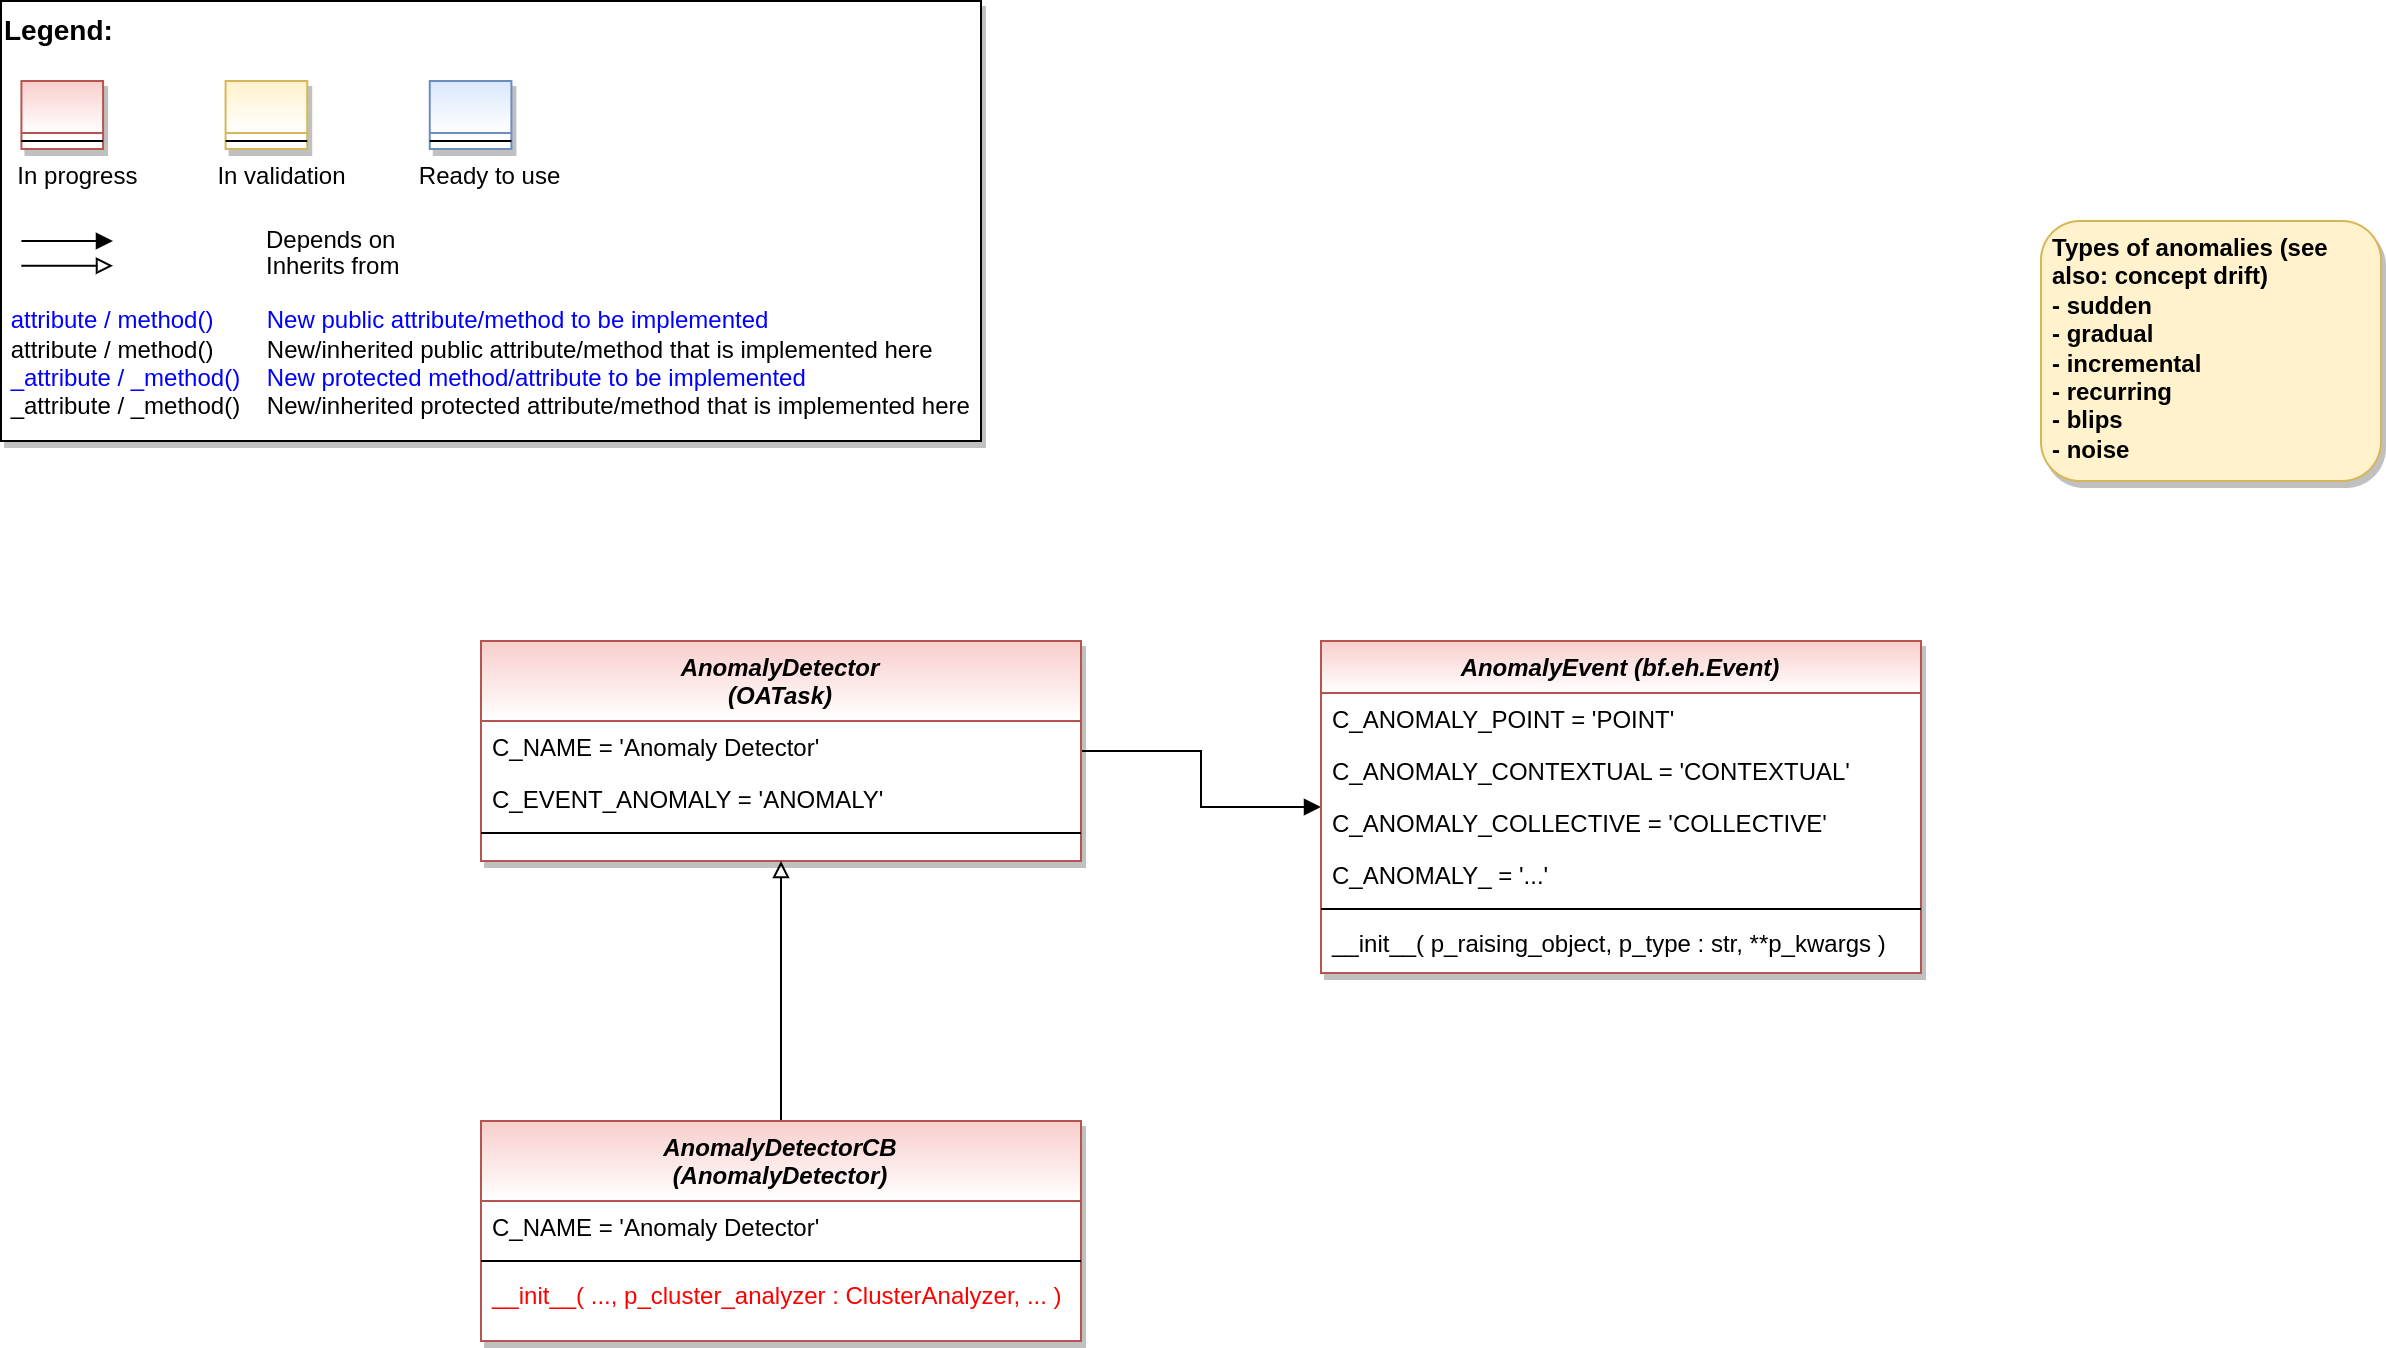 Legend:
In progress
In validation
Ready to use
Depends on
Inherits from
attribute / method() New public attribute/method to be implemented
attribute / method() New/inherited public attribute/method that is implemented here
_attribute / _method() New protected method/attribute to be implemented
_attribute / _method() New/inherited protected attribute/method that is implemented here
Types of anomalies (see
also: concept drift)
- sudden
- gradual
- incremental
- recurring
- blips
- noise
AnomalyDetector
(OATask)
C_NAME = 'Anomaly Detector'
C_EVENT_ANOMALY = 'ANOMALY'
AnomalyEvent (bf.eh.Event)
C_ANOMALY_POINT = 'POINT'
C_ANOMALY_CONTEXTUAL = 'CONTEXTUAL'
C_ANOMALY_COLLECTIVE = 'COLLECTIVE'
C_ANOMALY_ = '...'
__init__( p_raising_object, p_type : str, **p_kwargs )
AnomalyDetectorCB
(AnomalyDetector)
C_NAME = 'Anomaly Detector'
__init__( ..., p_cluster_analyzer : ClusterAnalyzer, ... )